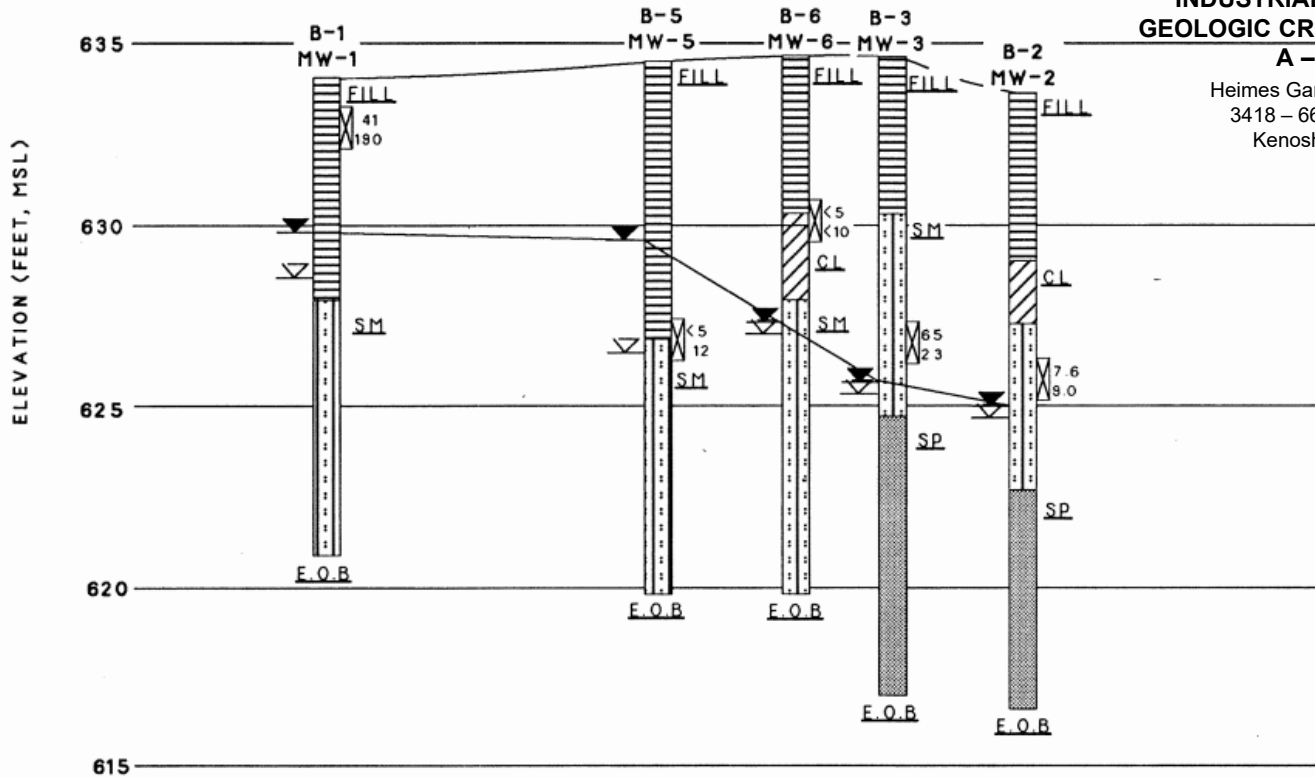 INDUSTRIAL
GEOLOGIC CR
A –
Heimes Gar
3418 – 66
Kenosh
ELEVATION (FEET, MSL)
635
630
625
620
615
B-1
MW-1
FILL
41
190
SM
E.O.B
B-5
MW-5
FILL
<5
12
SM
E.O.B
B-6
MW-6
FILL
<5
<10
CL
SM
E.O.B
B-3
MW-3
FILL
SM
65
23
SP
E.O.B
B-2
MW-2
FILL
CL
7.6
9.0
SP
E.O.B